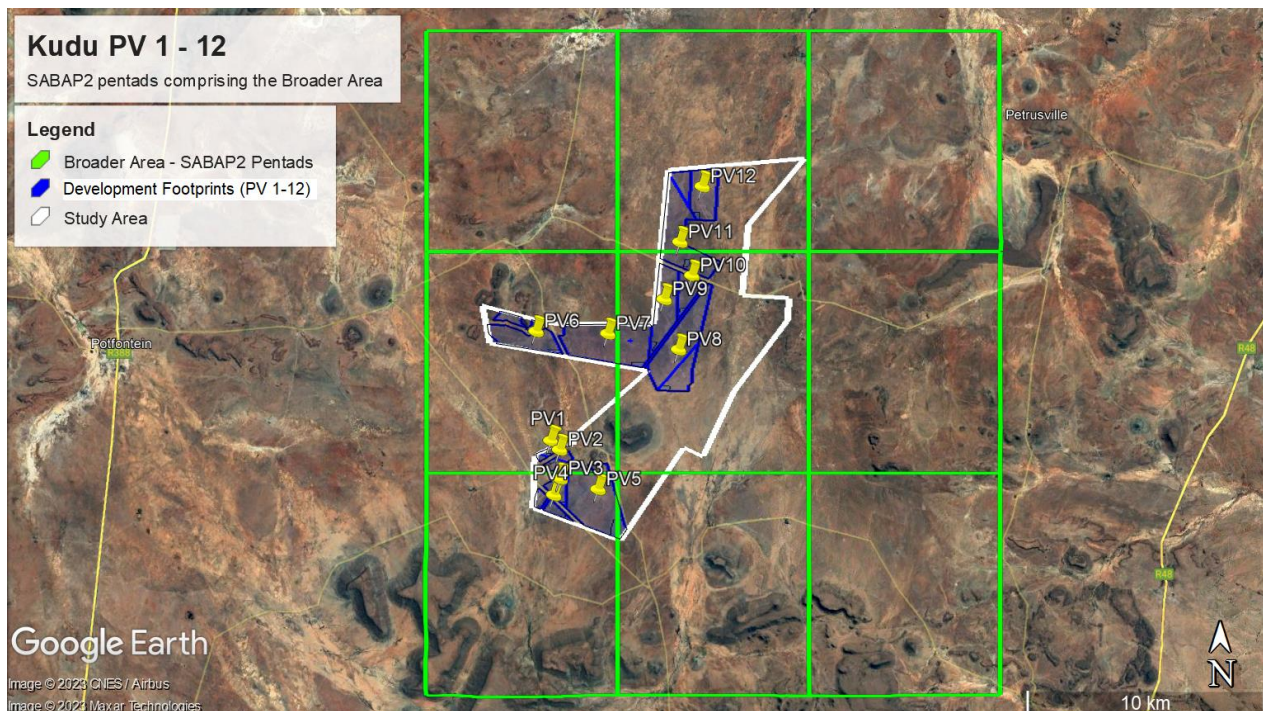 Kudu PV 1 - 12
SABAP2 pentads comprising the Broader Area
Legend
Broader Area - SABAP2 Pentads
Development Footprints (PV 1-12)
Study Area
Petrusville
PV12
PV11
PV10
PV9
PV6
PV7
PV8
Potfontein
R388
R48
PV1
PV2
PV3
PV4
PV5
R48
Google Earth
Image © 2023 CNES / Airbus
Image © 2023 Maxar Technologies
N
10 km